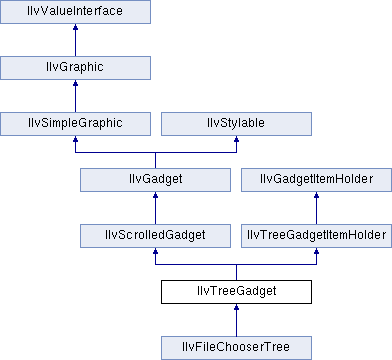 IlvValueInterface
IlvGraphic
IlvSimpleGraphic
IlvStylable
IlvGadget
IlvGadgetItemHolder
IlvScrolledGadget
IlvTreeGadgetItemHolder
IlvTreeGadget
IlvFileChooserTree